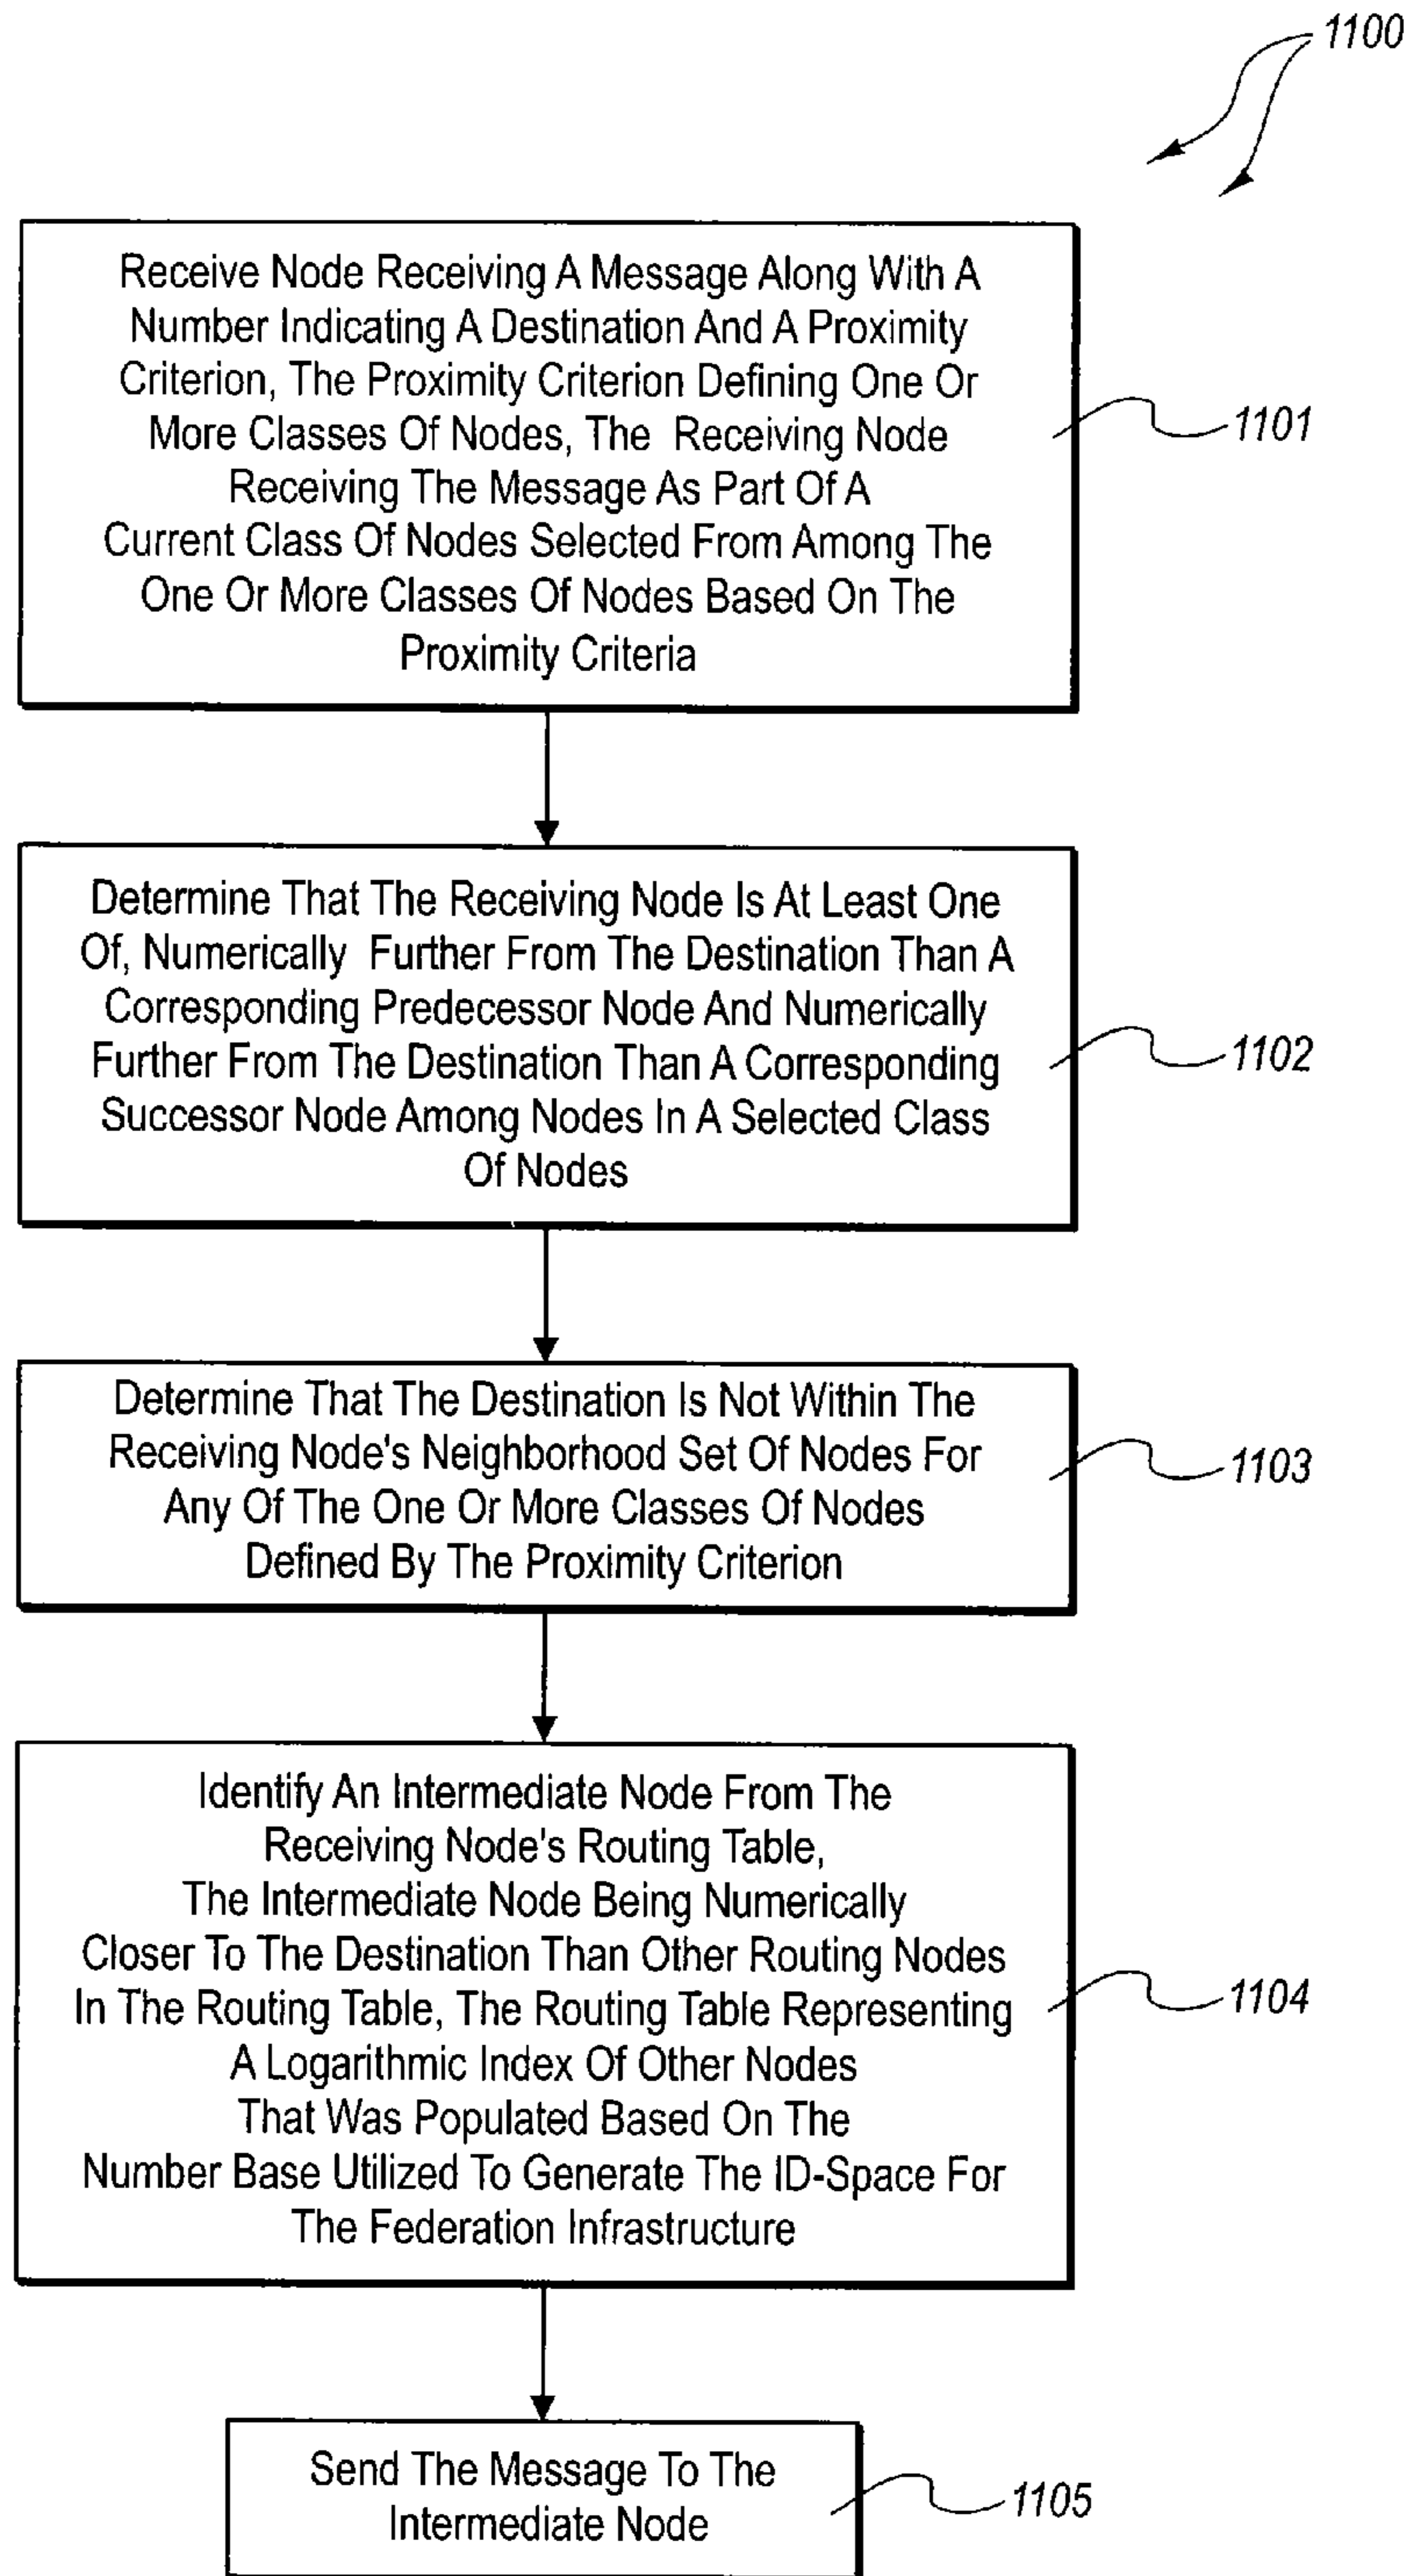 1100
Receive Node Receiving A Message Along With A
Number Indicating A Destination And A Proximity
Criterion, The Proximity Criterion Defining One Or
More Classes Of Nodes, The Receiving Node
Receiving The Message As Part Of A
Current Class Of Nodes Selected From Among The
One Or More Classes Of Nodes Based On The
Proximity Criteria
1101
Determine That The Receiving Node Is At Least One
Of, Numerically Further From The Destination Than A
Corresponding Predecessor Node And Numerically
Further From The Destination Than A Corresponding
Successor Node Among Nodes In A Selected Class
Of Nodes
1102
Determine That The Destination Is Not Within The
Receiving Node's Neighborhood Set Of Nodes For
Any Of The One Or More Classes Of Nodes
Defined By The Proximity Criterion
1103
Identify An Intermediate Node From The
Receiving Node's Routing Table,
The Intermediate Node Being Numerically
Closer To The Destination Than Other Routing Nodes
In The Routing Table, The Routing Table Representing
A Logarithmic Index Of Other Nodes
That Was Populated Based On The
Number Base Utilized To Generate The ID-Space For
The Federation Infrastructure
1104
Send The Message To The
Intermediate Node
1105